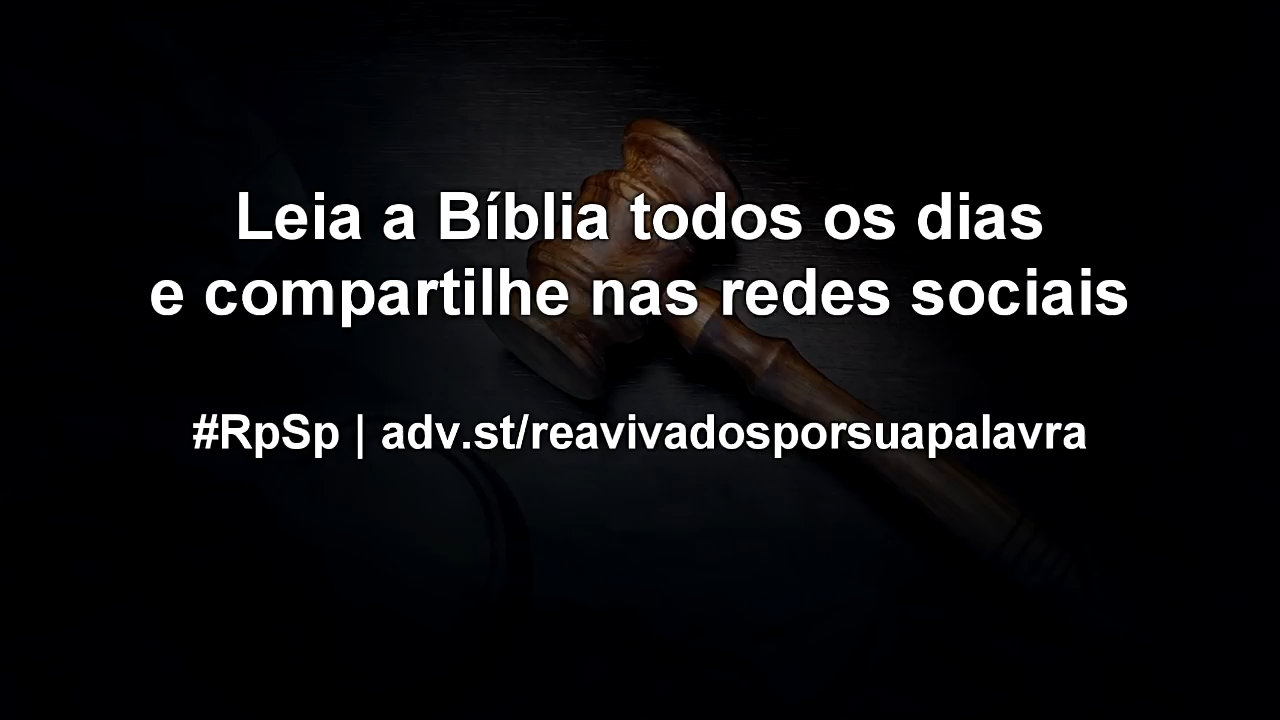 Leia a Bíblia todos os dias
e compartilhe nas redes sociais
#RpSp | adv.st/reavivadosporsuapalavra